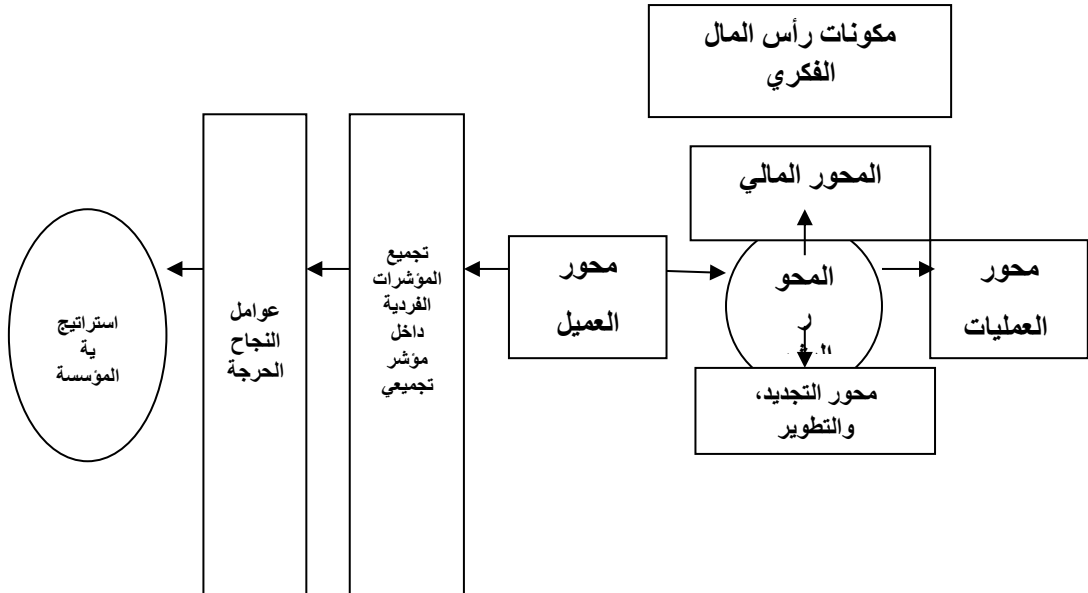 مكونات رأس المال
الفكري
المحور المالي
محور
العمليات
المحو
ر
محور
العميل
محور التجديد،
والتطوير
تجميع
المؤشرات
الفردية
داخل
مؤشر
تجميعي
عوامل
النجاح
الحرجة
استراتيج
ية
المؤسسة